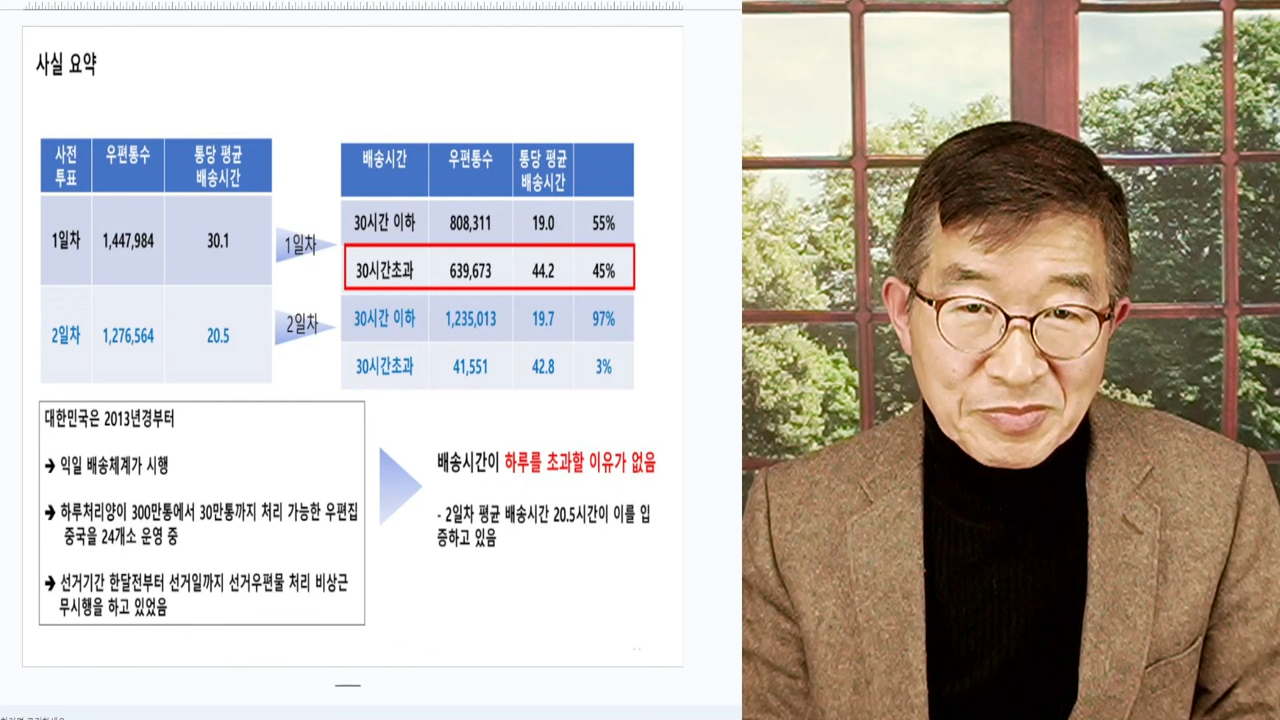 사실 요약
사전 투표 우편통수 통당 평균 배송시간
1일차 1,447,984 30.1
2일차 1,276,564 20.5
1일차
2일차
배송시간 우편통수 통당 평균 배송시간
30시간 이하 808,311 19.0 55%
30시간초과 639,673 44.2 45%
30시간 이하 1,235,013 19.7 97%
30시간초과 41,551 42.8 3%
대한민국은 2013년경부터
➔ 익일 배송체계가 시행
➔ 하루처리양이 300만통에서 30만통까지 처리 가능한 우편집
중국을 24개소 운영 중
➔ 선거기간 한달전부터 선거일까지 선거우편물 처리 비상근
무시행을 하고 있었음
배송시간이 하루를 초과할 이유가 없음
- 2일차 평균 배송시간 20.5시간이 이를 입
증하고 있음